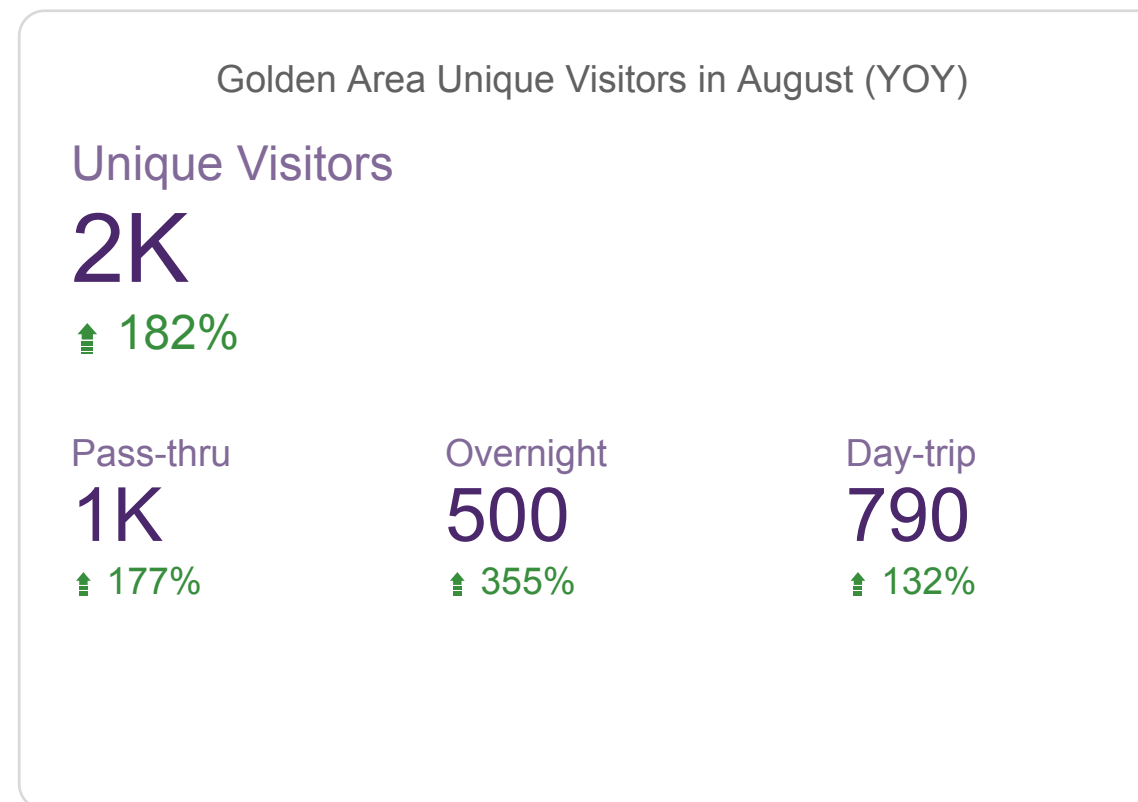 Golden Area Unique Visitors in August (YOY)
Unique Visitors
2K
182%
Pass-thru Overnight Day-trip
1K 500 790
177% 355% 132%